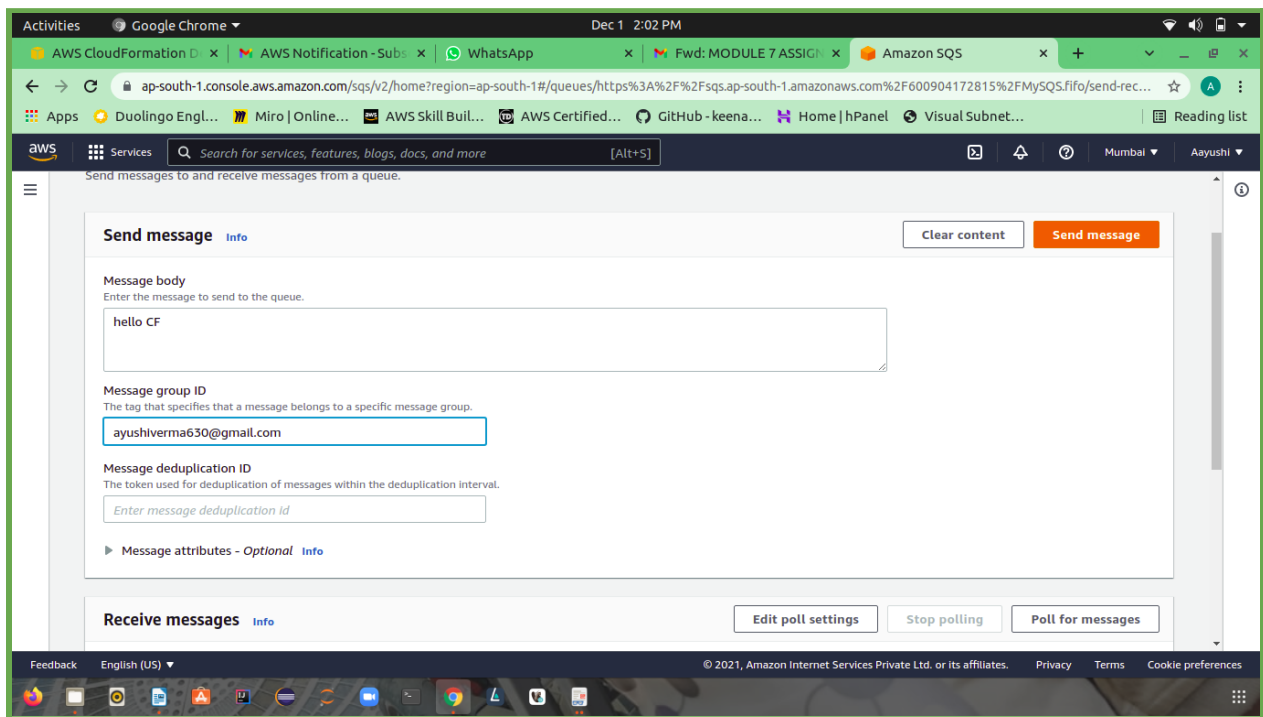 Activities Google Chrome Dec 1 2:02 PM
AWS CloudFormation D AWS Notification - Subs WhatsApp Fwd: MODULE 7 ASSIGN Amazon SQS
ap-south-1.console.aws.amazon.com/sqs/v2/home?region=ap-south-1#/queues/https%3A%2F%2Fsqs.ap-south-1.amazonaws.com%2F600904172815%2FMySQS.fifo/send-rec... A
Apps Duolingo Engl... Miro | Online... AWS Skill Buil... AWS Certified... GitHub - keena... Home | hPanel Visual Subnet... Reading list
aws Services Search for services, features, blogs, docs, and more [Alt+S] Mumbai Aayushi
Send messages to and receive messages from a queue.
Send message Info Clear content Send message
Message body
Enter the message to send to the queue.
hello CF
Message group ID
The tag that specifies that a message belongs to a specific message group.
ayushiverma630@gmail.com
Message deduplication ID
The token used for deduplication of messages within the deduplication interval.
Enter message deduplication id
Message attributes - Optional Info
Receive messages Info Edit poll settings Stop polling Poll for messages
Feedback English (US) © 2021, Amazon Internet Services Private Ltd. or its affiliates. Privacy Terms Cookie preferences